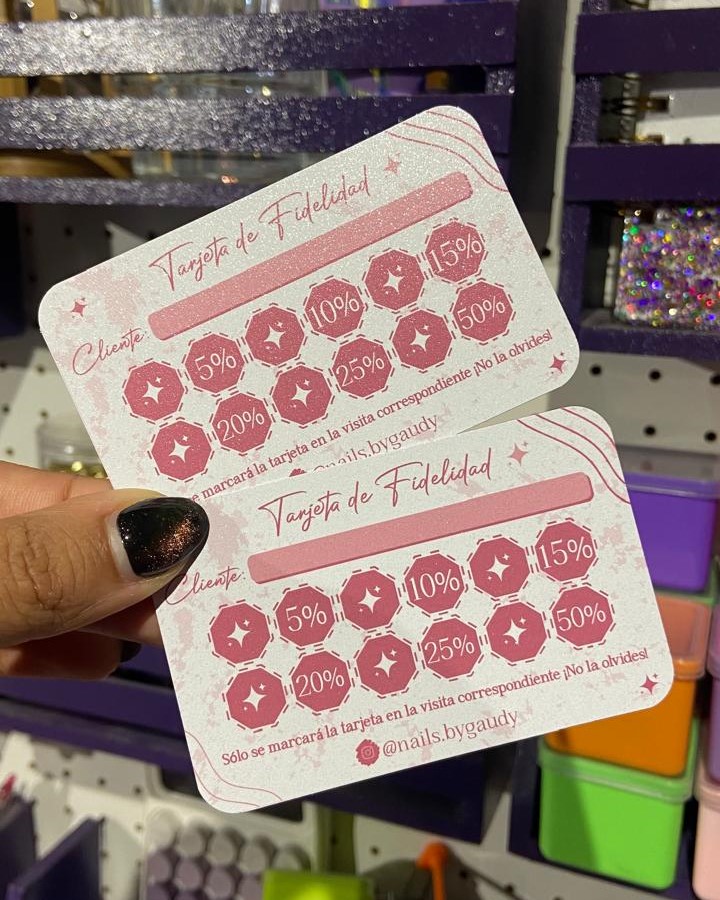 Tarjeta de Fidelidad
Cliente:
5% 10% 15%
20% 25% 50%
se marcará la tarjeta en la visita correspondiente ¡No la olvides!
@nails.bygaudy
Tarjeta de Fidelidad
Cliente:
5% 10% 15%
20% 25% 50%
Sólo se marcará la tarjeta en la visita correspondiente ¡No la olvides!
@nails.bygaudy